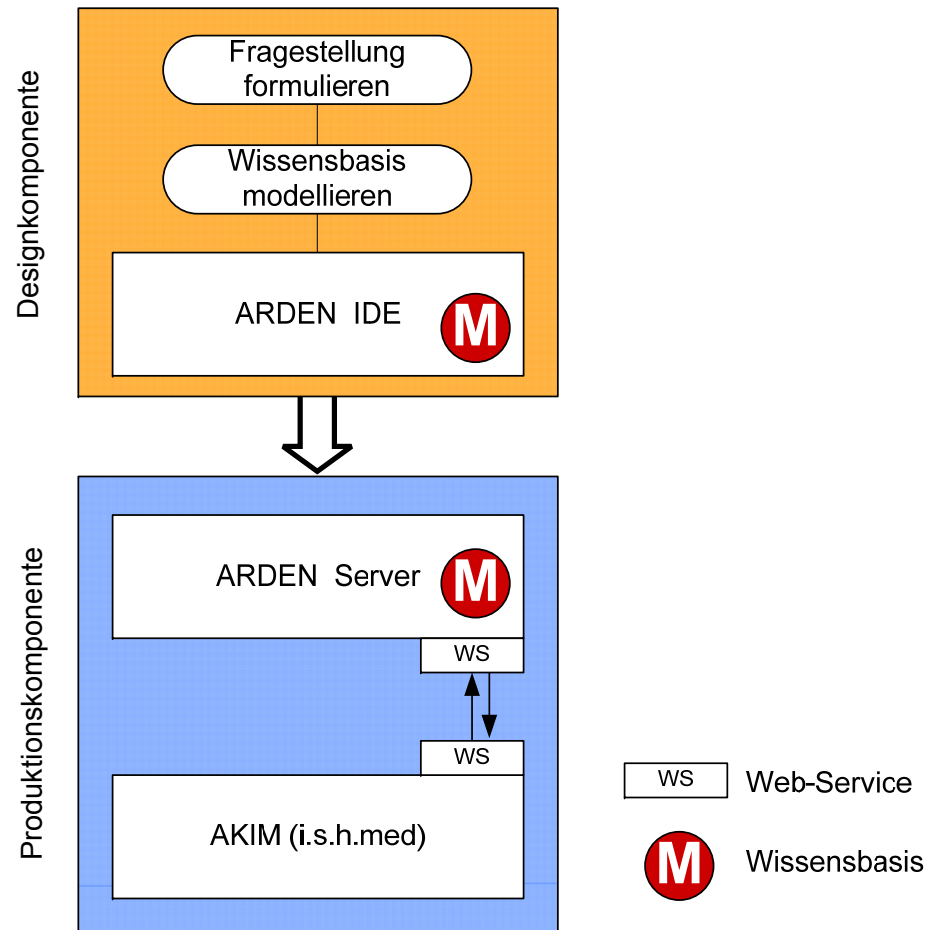 Designkomponente
Fragestellung
formulieren
Wissensbasis
modellieren
ARDEN IDE
M
Produktionskomponente
ARDEN Server
M
WS
WS
AKIM (i.s.h.med)
WS
Web-Service
M
Wissensbasis